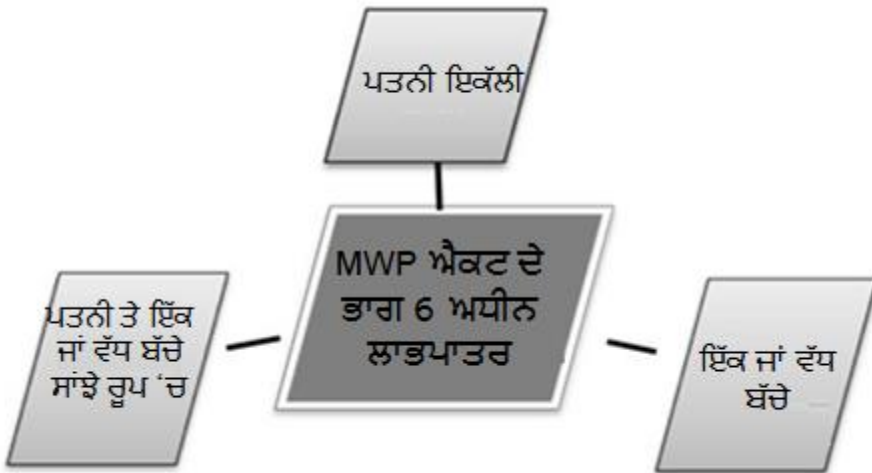 ਪਤਨੀ ਇਕੱਲੀ
MWP ਐਕਟ ਦੇ
ਭਾਗ 6 ਅਧੀਨ
ਲਾਭਪਾਤਰ
ਪਤਨੀ ਤੇ ਇੱਕ
ਜਾਂ ਵੱਧ ਬੱਚੇ
ਸਾਂਝੇ ਰੂਪ 'ਚ
ਇੱਕ ਜਾਂ ਵੱਧ
ਬੱਚੇ